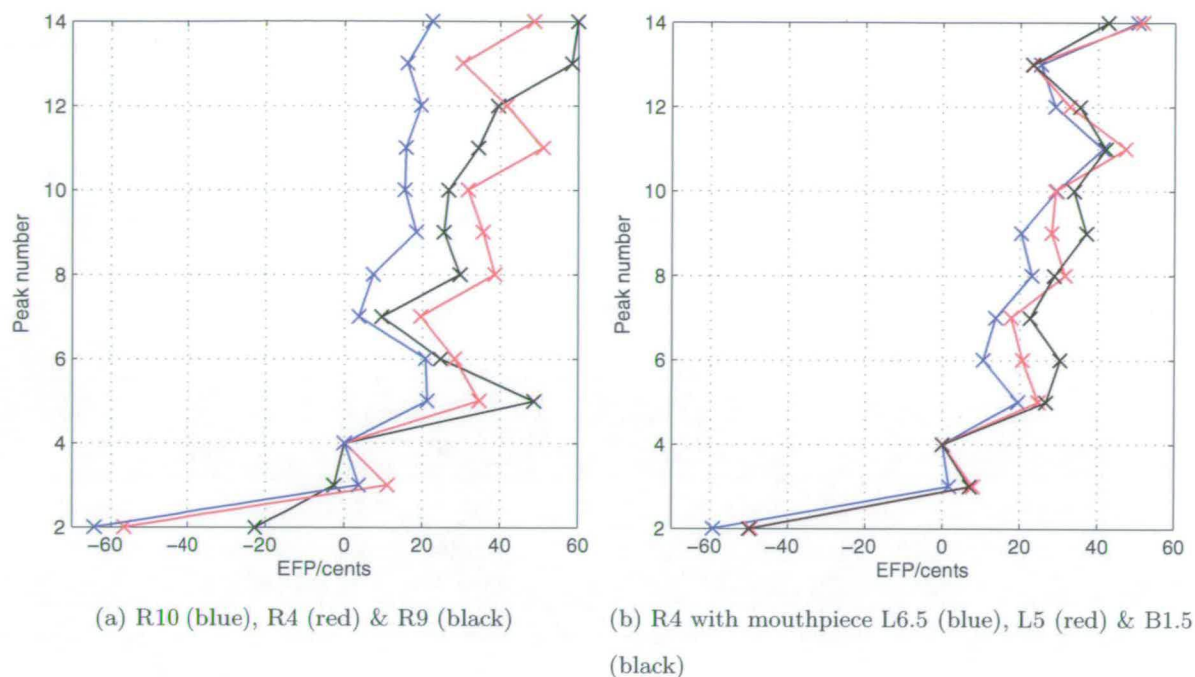 14
12
10
8
6
4
2
Peak number
−60 −40 −20 0 20 40 60
EFP/cents
(a) R10 (blue), R4 (red) & R9 (black)
14
12
10
8
6
4
2
Peak number
−60 −40 −20 0 20 40 60
EFP/cents
(b) R4 with mouthpiece L6.5 (blue), L5 (red) & B1.5
(black)